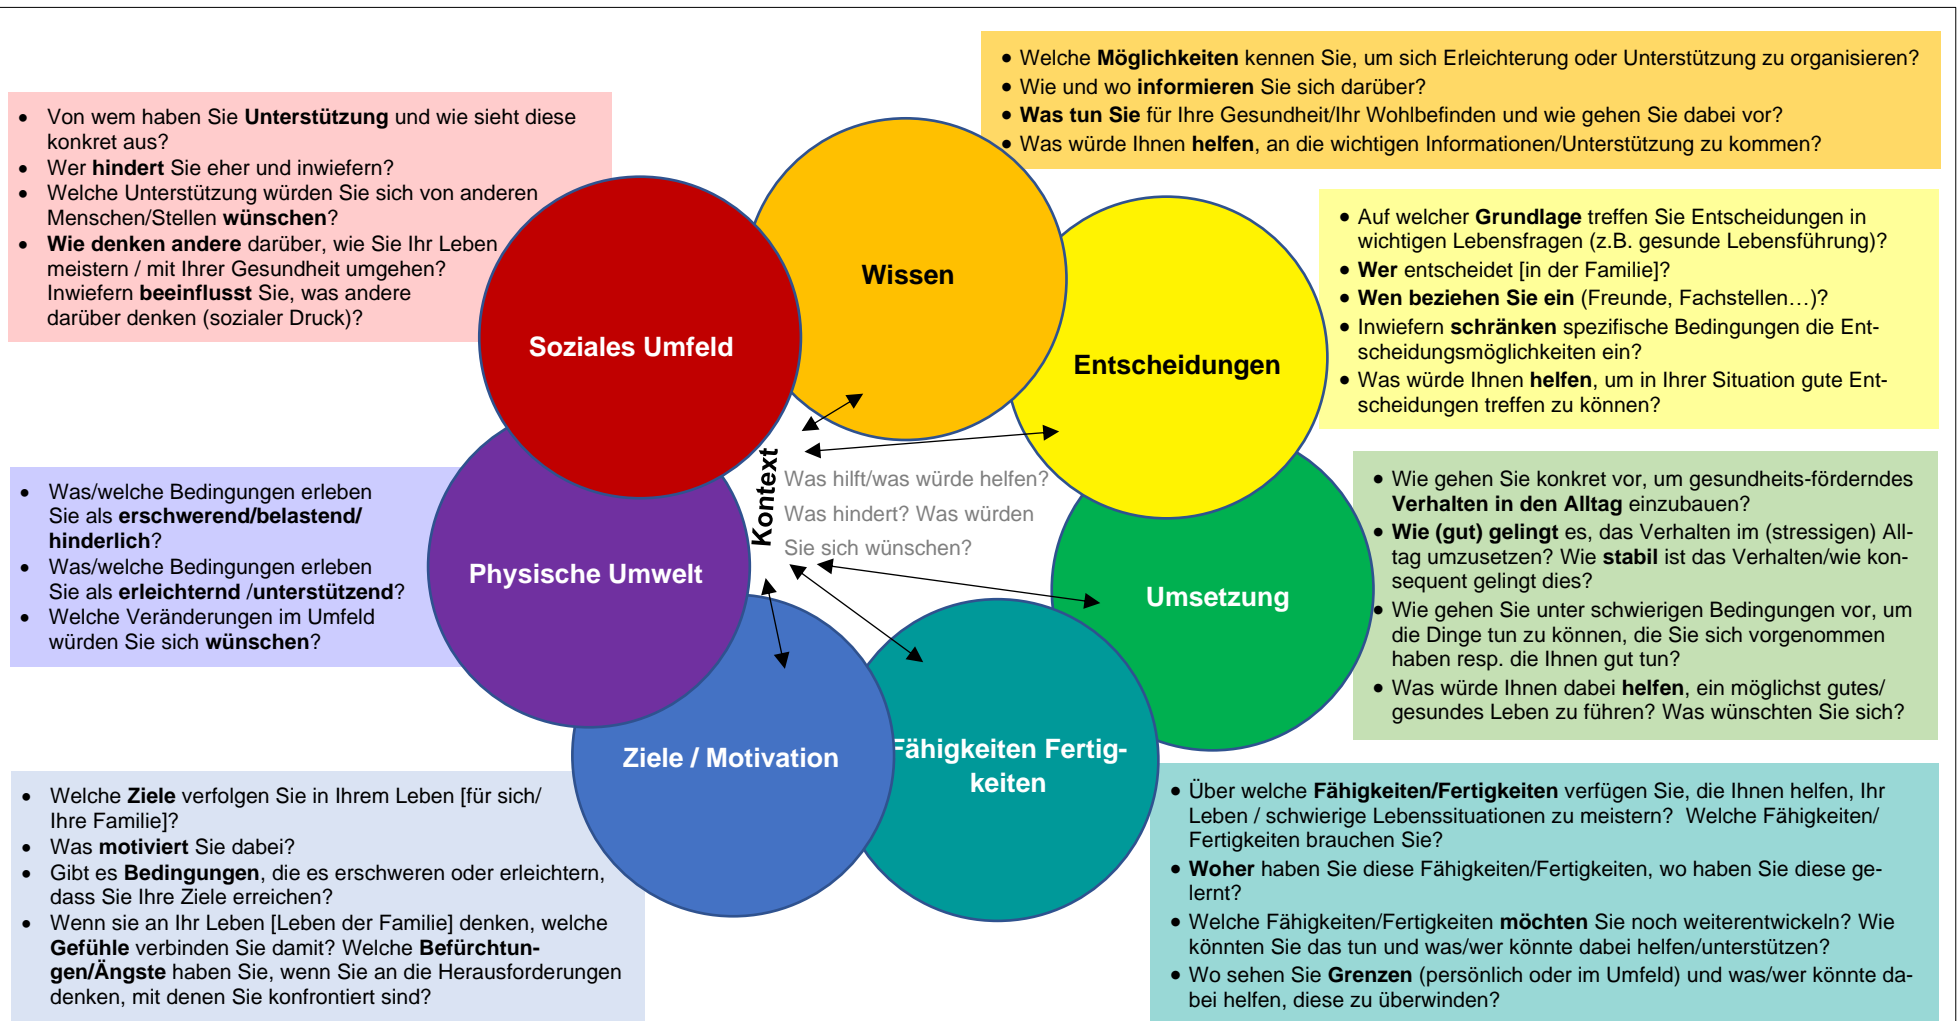 • Welche Möglichkeiten kennen Sie, um sich Erleichterung oder Unterstützung zu organisieren?
• Wie und wo informieren Sie sich darüber?
• Was tun Sie für Ihre Gesundheit/Ihr Wohlbefinden und wie gehen Sie dabei vor?
• Was würde Ihnen helfen, an die wichtigen Informationen/Unterstützung zu kommen?
• Von wem haben Sie Unterstützung und wie sieht diese
konkret aus?
• Wer hindert Sie eher und inwiefern?
• Welche Unterstützung würden Sie sich von anderen
Menschen/Stellen wünschen?
• Wie denken andere darüber, wie Sie Ihr Leben
meistern / mit Ihrer Gesundheit umgehen?
Inwiefern beeinflusst Sie, was andere
darüber denken (sozialer Druck)?
Wissen
Soziales Umfeld
Entscheidungen
• Auf welcher Grundlage treffen Sie Entscheidungen in
wichtigen Lebensfragen (z.B. gesunde Lebensführung)?
• Wer entscheidet [in der Familie]?
• Wen beziehen Sie ein (Freunde, Fachstellen…)?
• Inwiefern schränken spezifische Bedingungen die Ent-
scheidungsmöglichkeiten ein?
• Was würde Ihnen helfen, um in Ihrer Situation gute Ent-
scheidungen treffen zu können?
Kontext
Was hilft/was würde helfen?
Was hindert? Was würden
Sie sich wünschen?
• Was/welche Bedingungen erleben
Sie als erschwerend/belastend/
hinderlich?
• Was/welche Bedingungen erleben
Sie als erleichternd /unterstützend?
• Welche Veränderungen im Umfeld
würden Sie sich wünschen?
Physische Umwelt
Umsetzung
• Wie gehen Sie konkret vor, um gesundheits-förderndes
Verhalten in den Alltag einzubauen?
• Wie (gut) gelingt es, das Verhalten im (stressigen) All-
tag umzusetzen? Wie stabil ist das Verhalten/wie kon-
sequent gelingt dies?
• Wie gehen Sie unter schwierigen Bedingungen vor, um
die Dinge tun zu können, die Sie sich vorgenommen
haben resp. die Ihnen gut tun?
• Was würde Ihnen dabei helfen, ein möglichst gutes/
gesundes Leben zu führen? Was wünschten Sie sich?
Ziele / Motivation
Fähigkeiten Fertig-
keiten
• Welche Ziele verfolgen Sie in Ihrem Leben [für sich/
Ihre Familie]?
• Was motiviert Sie dabei?
• Gibt es Bedingungen, die es erschweren oder erleichtern,
dass Sie Ihre Ziele erreichen?
• Wenn sie an Ihr Leben [Leben der Familie] denken, welche
Gefühle verbinden Sie damit? Welche Befürchtun-
gen/Ängste haben Sie, wenn Sie an die Herausforderungen
denken, mit denen Sie konfrontiert sind?
• Über welche Fähigkeiten/Fertigkeiten verfügen Sie, die Ihnen helfen, Ihr
Leben / schwierige Lebenssituationen zu meistern? Welche Fähigkeiten/
Fertigkeiten brauchen Sie?
• Woher haben Sie diese Fähigkeiten/Fertigkeiten, wo haben Sie diese ge-
lernt?
• Welche Fähigkeiten/Fertigkeiten möchten Sie noch weiterentwickeln? Wie
könnten Sie das tun und was/wer könnte dabei helfen/unterstützen?
• Wo sehen Sie Grenzen (persönlich oder im Umfeld) und was/wer könnte da-
bei helfen, diese zu überwinden?